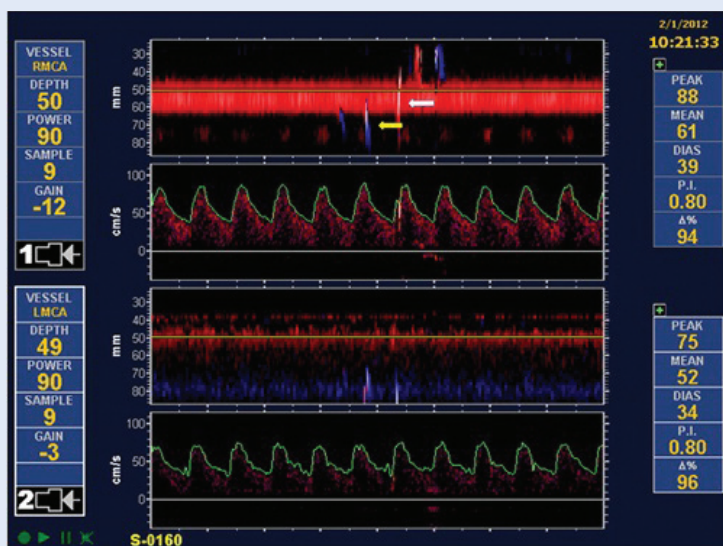 2/1/2012
10:21:33
VESSEL
RMCA
DEPTH
50
POWER
90
SAMPLE
9
GAIN
-12
1
mm
30
40
50
60
70
80
cm/s
100
50
0
PEAK
88
MEAN
61
DIAS
39
P.I.
0.80
Δ%
94
VESSEL
LMCA
DEPTH
49
POWER
90
SAMPLE
9
GAIN
-3
2
mm
30
40
50
60
70
80
cm/s
100
50
0
PEAK
75
MEAN
52
DIAS
34
P.I.
0.80
Δ%
96
S-0160